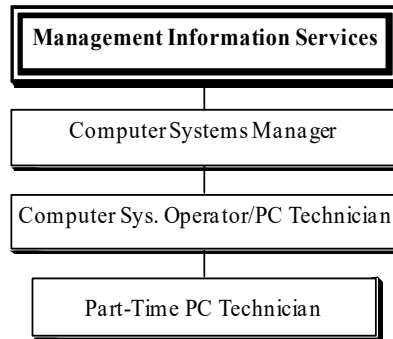 Management Information Services
Computer Systems Manager
Computer Sys. Operator/PC Technician
Part-Time PC Technician